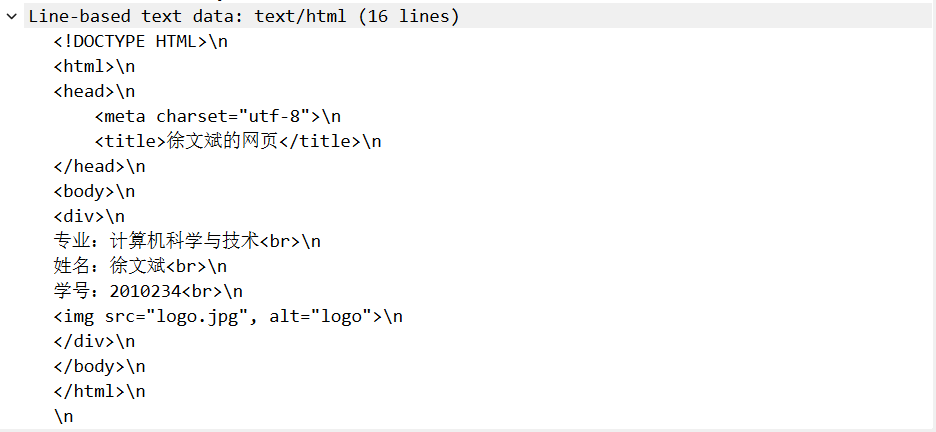 Line-based text data: text/html (16 lines)
<!DOCTYPE HTML>\n
<html>\n
<head>\n
    <meta charset="utf-8">\n
    <title>徐文斌的网页</title>\n
</head>\n
<body>\n
<div>\n
专业：计算机科学与技术<br>\n
姓名：徐文斌<br>\n
学号：2010234<br>\n
<img src="logo.jpg", alt="logo">\n
</div>\n
</body>\n
</html>\n
\n